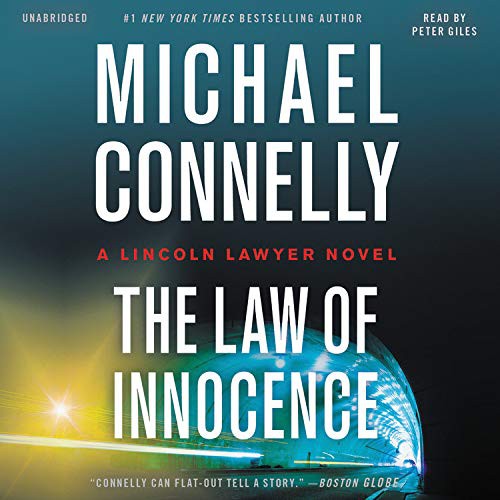 UNABRIDGED
#1 NEW YORK TIMES BESTSELLING AUTHOR
READ BY
PETER GILES
MICHAEL
CONNELLY
A LINCOLN LAWYER NOVEL
THE LAW OF
INNOCENCE
“CONNELLY CAN FLAT-OUT TELL A STORY.” —BOSTON GLOBE